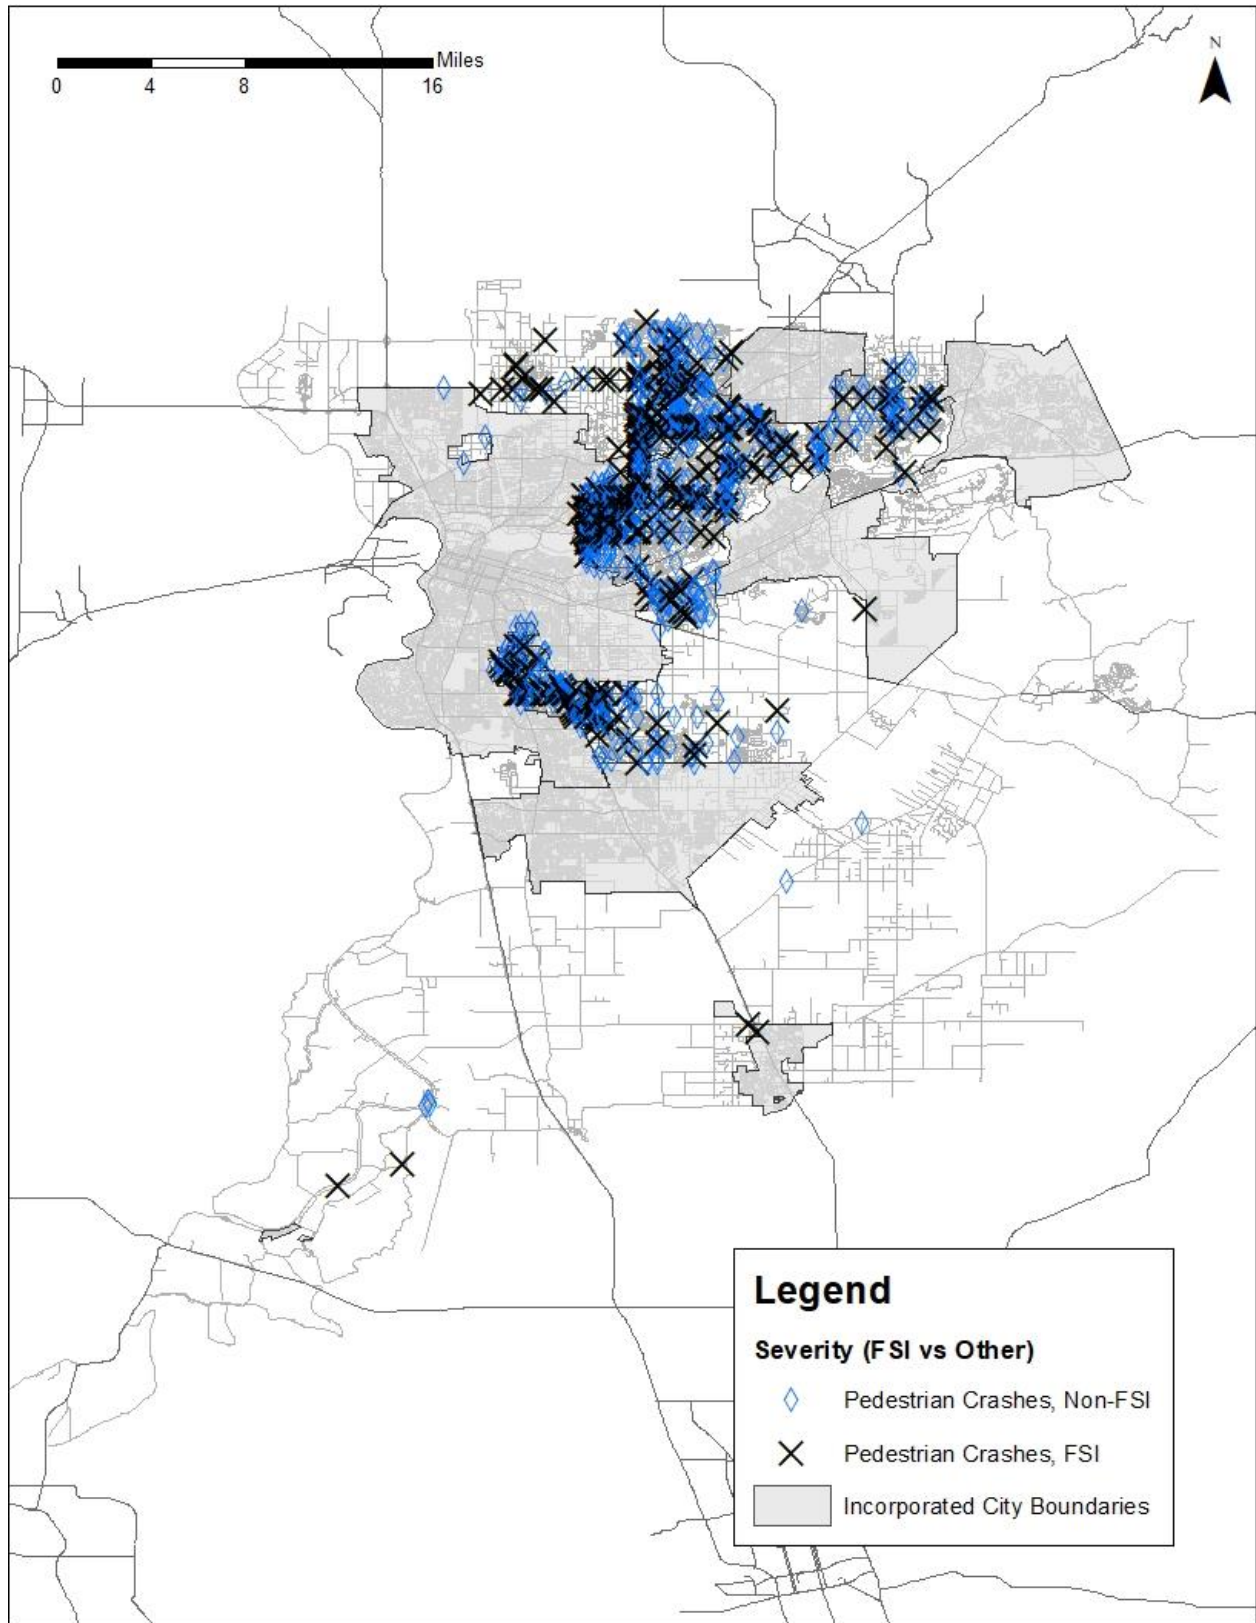 N
Miles
0 4 8 16
Legend
Severity (FSI vs Other)
Pedestrian Crashes, Non-FSI
Pedestrian Crashes, FSI
Incorporated City Boundaries